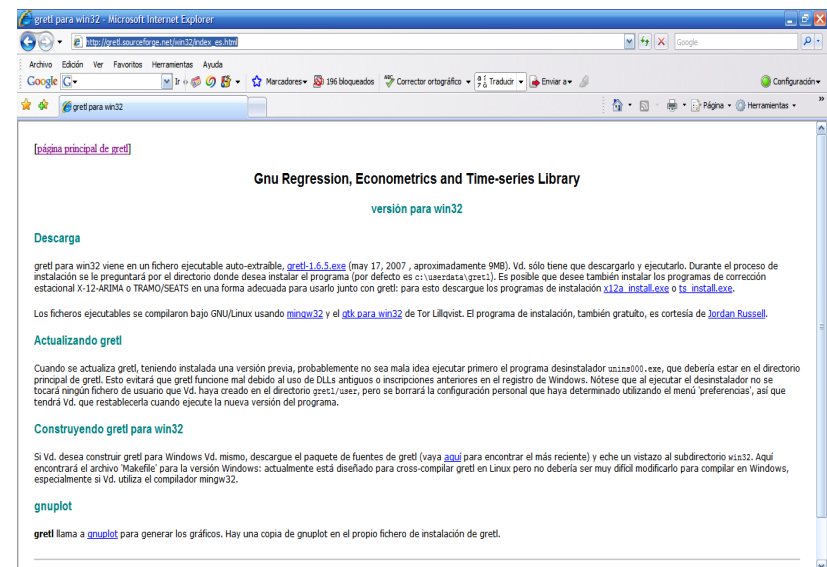 gretl para win32 - Microsoft Internet Explorer
http://gretl.sourceforge.net/win32/index_es.html
Google
Archivo Edición Ver Favoritos Herramientas Ayuda
Google G Ir Marcadores 196 bloqueados Corrector ortográfico Traducir Enviar a Configuración
gretl para win32 Página Herramientas »
[página principal de gretl]
Gnu Regression, Econometrics and Time-series Library
versión para win32
Descarga
gretl para win32 viene en un fichero ejecutable auto-extraíble, gretl-1.6.5.exe (may 17, 2007 , aproximadamente 9MB). Vd. sólo tiene que descargarlo y ejecutarlo. Durante el proceso de
instalación se le preguntará por el directorio donde desea instalar el programa (por defecto es c:\userdata\gretl). Es posible que desee también instalar los programas de corrección
estacional X-12-ARIMA o TRAMO/SEATS en una forma adecuada para usarlo junto con gretl: para esto descargue los programas de instalación x12a_install.exe o ts_install.exe.
Los ficheros ejecutables se compilaron bajo GNU/Linux usando mingw32 y el gtk para win32 de Tor Lillqvist. El programa de instalación, también gratuíto, es cortesía de Jordan Russell.
Actualizando gretl
Cuando se actualiza gretl, teniendo instalada una versión previa, probablemente no sea mala idea ejecutar primero el programa desinstalador unins000.exe, que debería estar en el directorio
principal de gretl. Esto evitará que gretl funcione mal debido al uso de DLLs antiguos o inscripciones anteriores en el registro de Windows. Nótese que al ejecutar el desinstalador no se
tocará ningún fichero de usuario que Vd. haya creado en el directorio gretl/user, pero se borrará la configuración personal que haya determinado utilizando el menú 'preferencias', así que
tendrá Vd. que restablecerla cuando ejecute la nueva versión del programa.
Construyendo gretl para win32
Si Vd. desea construir gretl para Windows Vd. mismo, descargue el paquete de fuentes de gretl (vaya aquí para encontrar el más reciente) y eche un vistazo al subdirectorio win32. Aquí
encontrará el archivo 'Makefile' para la versión Windows: actualmente está diseñado para cross-compilar gretl en Linux pero no debería ser muy difícil modificarlo para compilar en Windows,
especialmente si Vd. utiliza el compilador mingw32.
gnuplot
gretl llama a gnuplot para generar los gráficos. Hay una copia de gnuplot en el propio fichero de instalación de gretl.